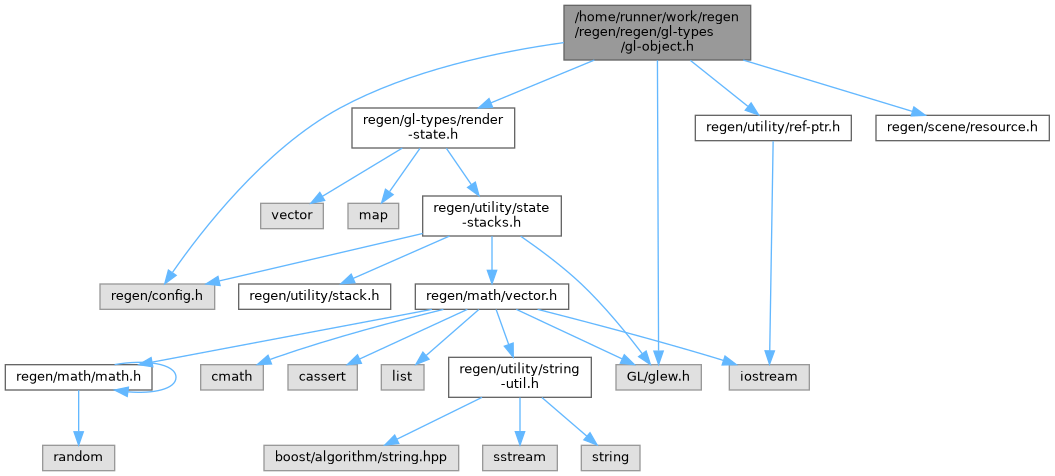 /home/runner/work/regen
/regen/regen/gl-types
/gl-object.h
regen/gl-types/render
-state.h
regen/utility/ref-ptr.h
regen/scene/resource.h
vector
map
regen/utility/state
-stacks.h
regen/config.h
regen/utility/stack.h
regen/math/vector.h
regen/math/math.h
cmath
cassert
list
regen/utility/string
-util.h
GL/glew.h
iostream
random
boost/algorithm/string.hpp
sstream
string